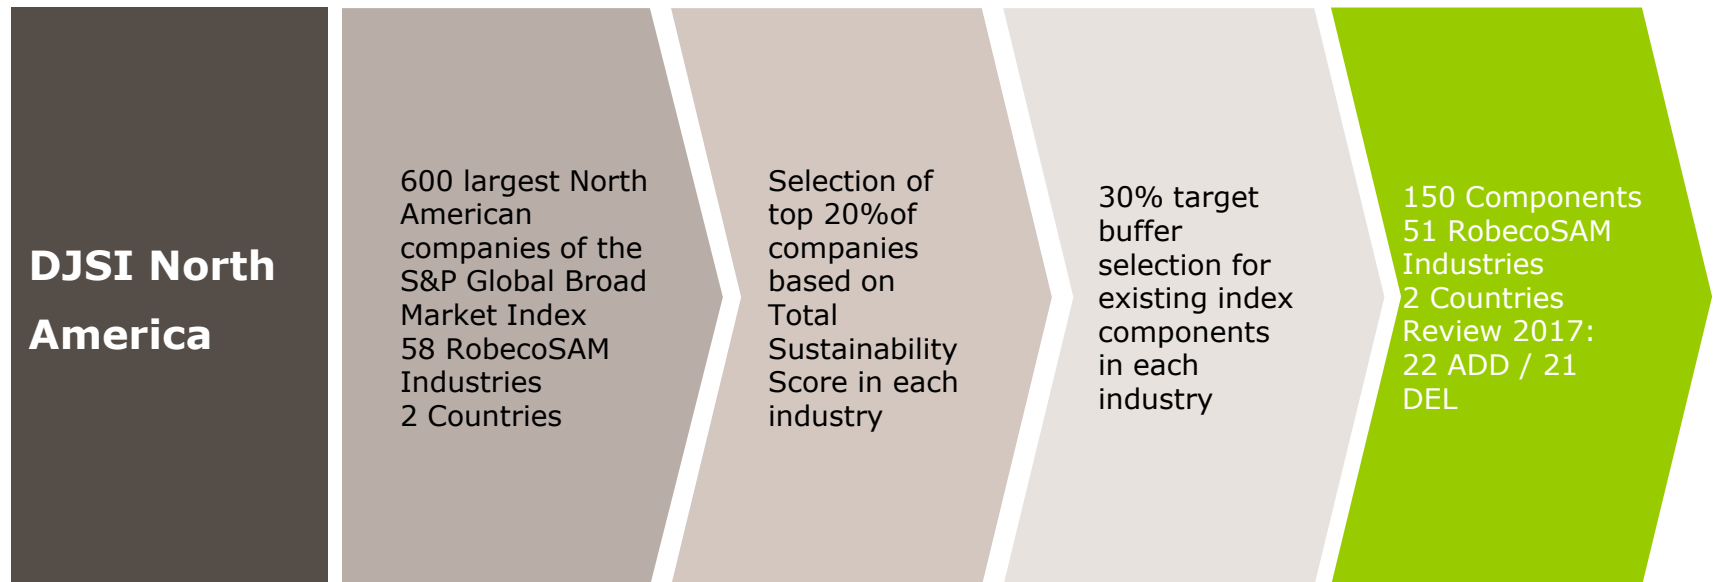 DJSI North
America
600 largest North
American
companies of the
S&P Global Broad
Market Index
58 RobecoSAM
Industries
2 Countries
Selection of
top 20%of
companies
based on
Total
Sustainability
Score in each
industry
30% target
buffer
selection for
existing index
components
in each
industry
150 Components
51 RobecoSAM
Industries
2 Countries
Review 2017:
22 ADD / 21
DEL